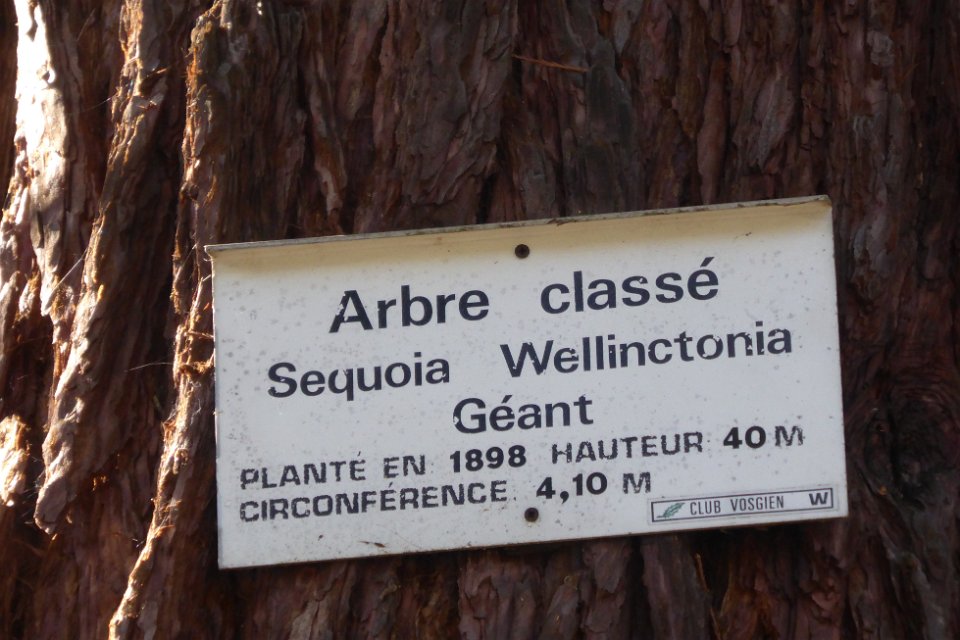 Arbre classé
Sequoia Wellinctonia
Géant
PLANTÉ EN 1898 HAUTEUR 40 M
CIRCONFÉRENCE 4,10 M
CLUB VOSGIEN W